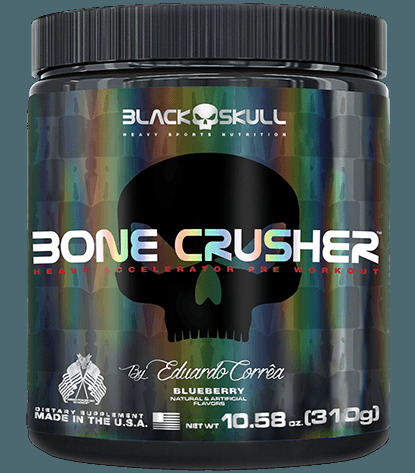 BLACK SKULL
HEAVY SPORTS NUTRITION
BONE CRUSHER™
HEAVY ACCELERATOR PRE WORKOUT
By Eduardo Corrêa
BLUEBERRY
NATURAL & ARTIFICIAL
FLAVORS
DIETARY SUPPLEMENT
MADE IN THE U.S.A.
NET WT 10.58 oz. (310g)